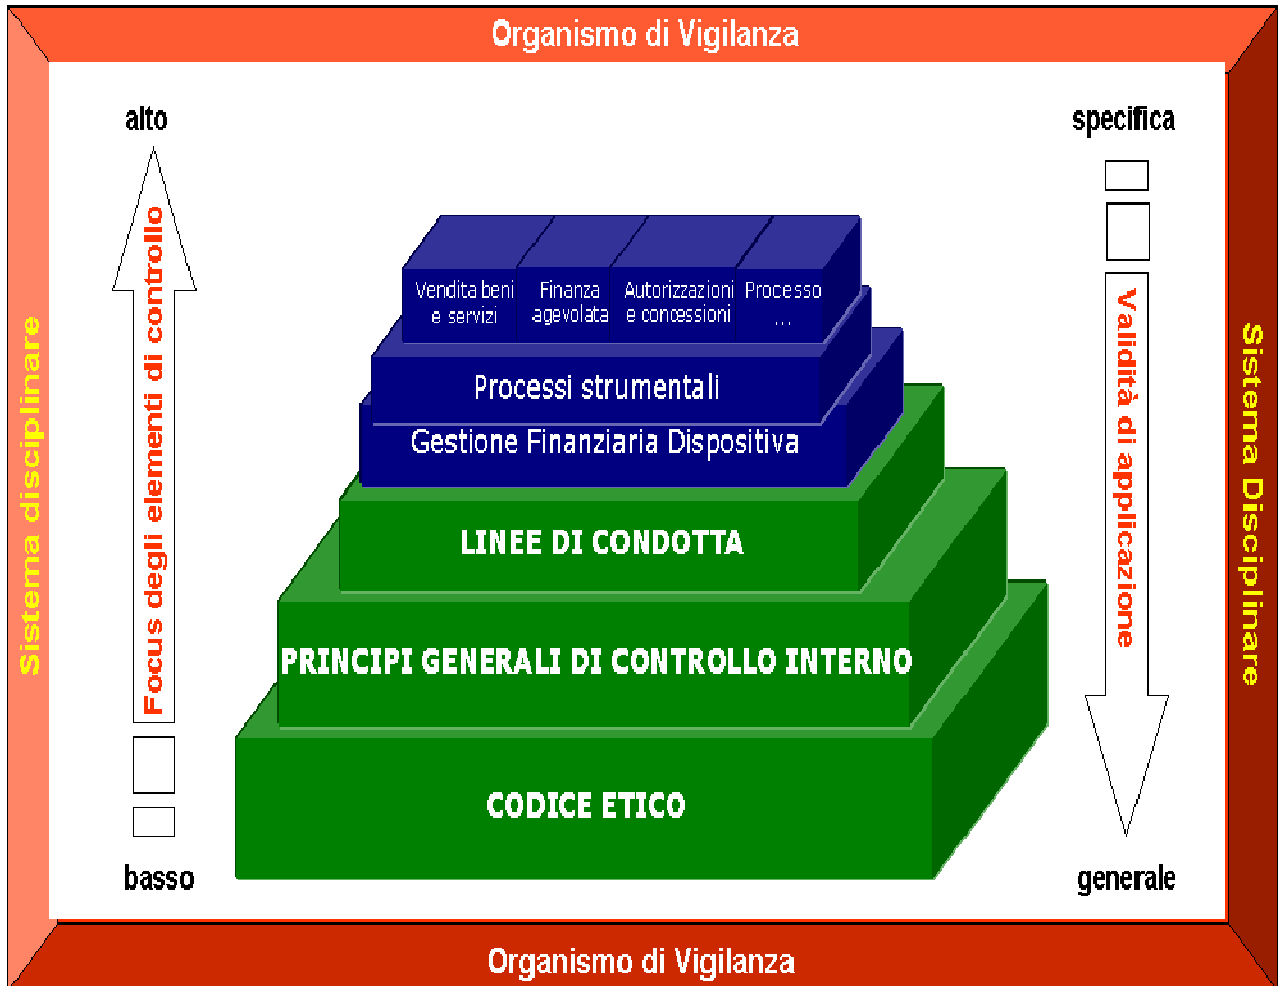 Organismo di Vigilanza
alto
specifica
Sistema disciplinare
Focus degli elementi di controllo
Vendita beni
e servizi
Finanza
agevolata
Autorizzazioni
e concessioni
Processo
...
Processi strumentali
Gestione Finanziaria Dispositiva
LINEE DI CONDOTTA
PRINCIPI GENERALI DI CONTROLLO INTERNO
CODICE ETICO
Validità di applicazione
Sistema Disciplinare
basso
generale
Organismo di Vigilanza